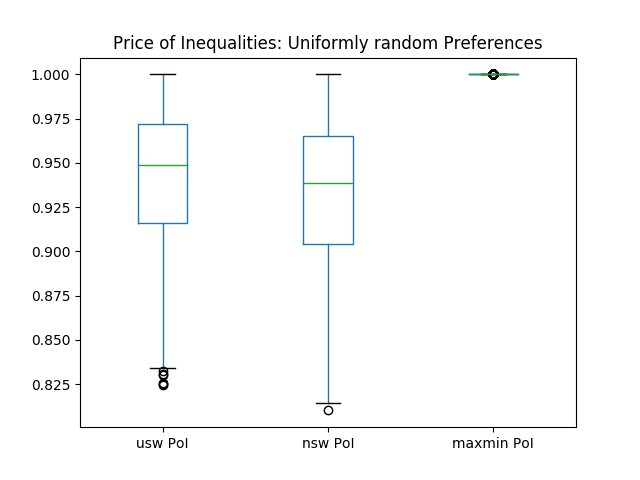 Price of Inequalities: Uniformly random Preferences
1.000
0.975
0.950
0.925
0.900
0.875
0.850
0.825
usw PoI
nsw PoI
maxmin PoI